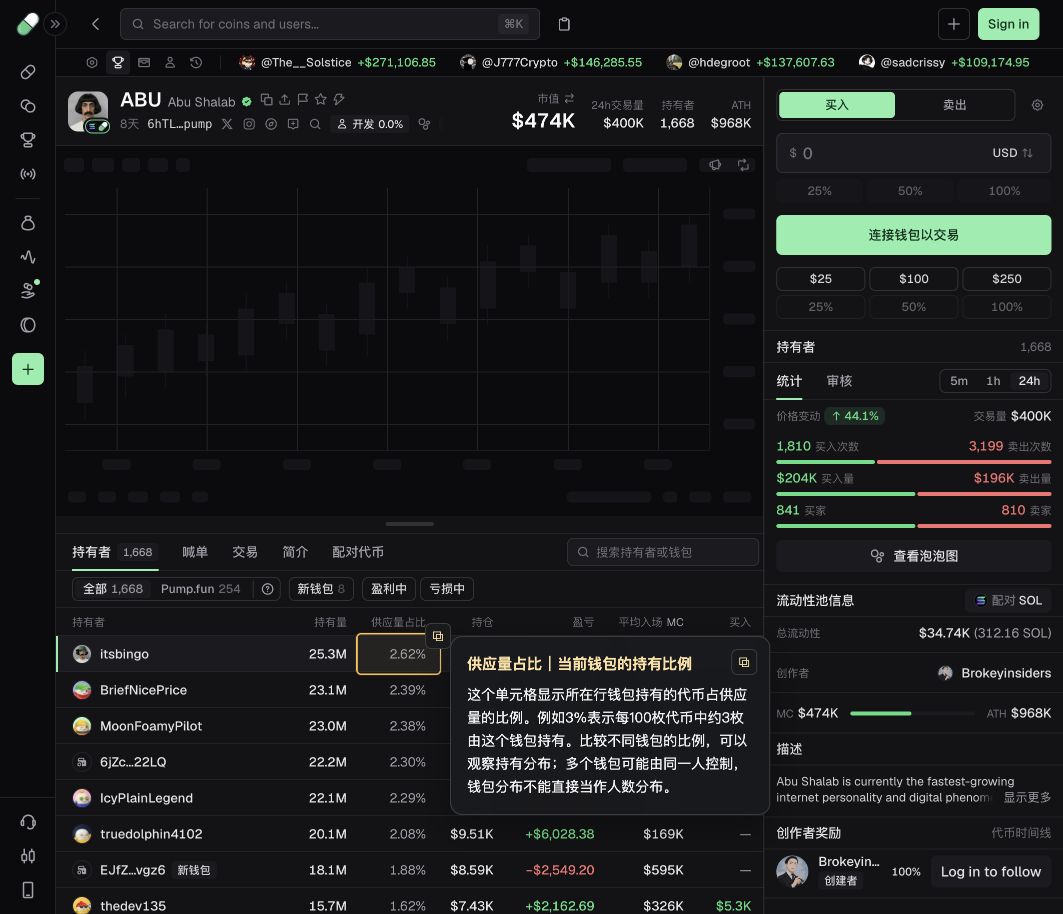 Search for coins and users...
⌘K
Sign in
@The__Solstice +$271,106.85
@J777Crypto +$146,285.55
@hdegroot +$137,607.63
@sadcrissy +$109,174.95
ABU Abu Shalab
8天 6hTL...pump
开发 0.0%
市值
$474K
24h交易量
$400K
持有者
1,668
ATH
$968K
买入
卖出
$ 0
USD
25%
50%
100%
连接钱包以交易
$25
$100
$250
25%
50%
100%
持有者
1,668
统计
审核
5m
1h
24h
价格变动 ↑ 44.1%
交易量 $400K
1,810 买入次数
3,199 卖出次数
$204K 买入量
$196K 卖出量
841 买家
810 卖家
查看泡泡图
流动性池信息
配对 SOL
总流动性
$34.74K (312.16 SOL)
创作者
Brokeyinsiders
MC $474K
ATH $968K
描述
Abu Shalab is currently the fastest-growing
internet personality and digital phenom
显示更多
创作者奖励
代币时间线
Brokeyin...
创建者
100%
Log in to follow
持有者 1,668
喊单
交易
简介
配对代币
搜索持有者或钱包
全部 1,668
Pump.fun 254
新钱包 8
盈利中
亏损中
持有者
持有量
供应量占比
持仓
盈亏
平均入场 MC
买入
itsbingo 25.3M 2.62%
BriefNicePrice 23.1M 2.39%
MoonFoamyPilot 23.0M 2.38%
6jZc...22LQ 22.2M 2.30%
IcyPlainLegend 22.1M 2.29%
truedolphin4102 20.1M 2.08% $9.51K +$6,028.38 $169K —
EJfZ...vgz6 新钱包 18.1M 1.88% $8.59K −$2,549.20 $595K —
thedev135 15.7M 1.62% $7.43K +$2,162.69 $326K $5.3K
供应量占比｜当前钱包的持有比例
这个单元格显示所在行钱包持有的代币占供应
量的比例。例如3%表示每100枚代币中约3枚
由这个钱包持有。比较不同钱包的比例，可以
观察持有分布；多个钱包可能由同一人控制，
钱包分布不能直接当作人数分布。